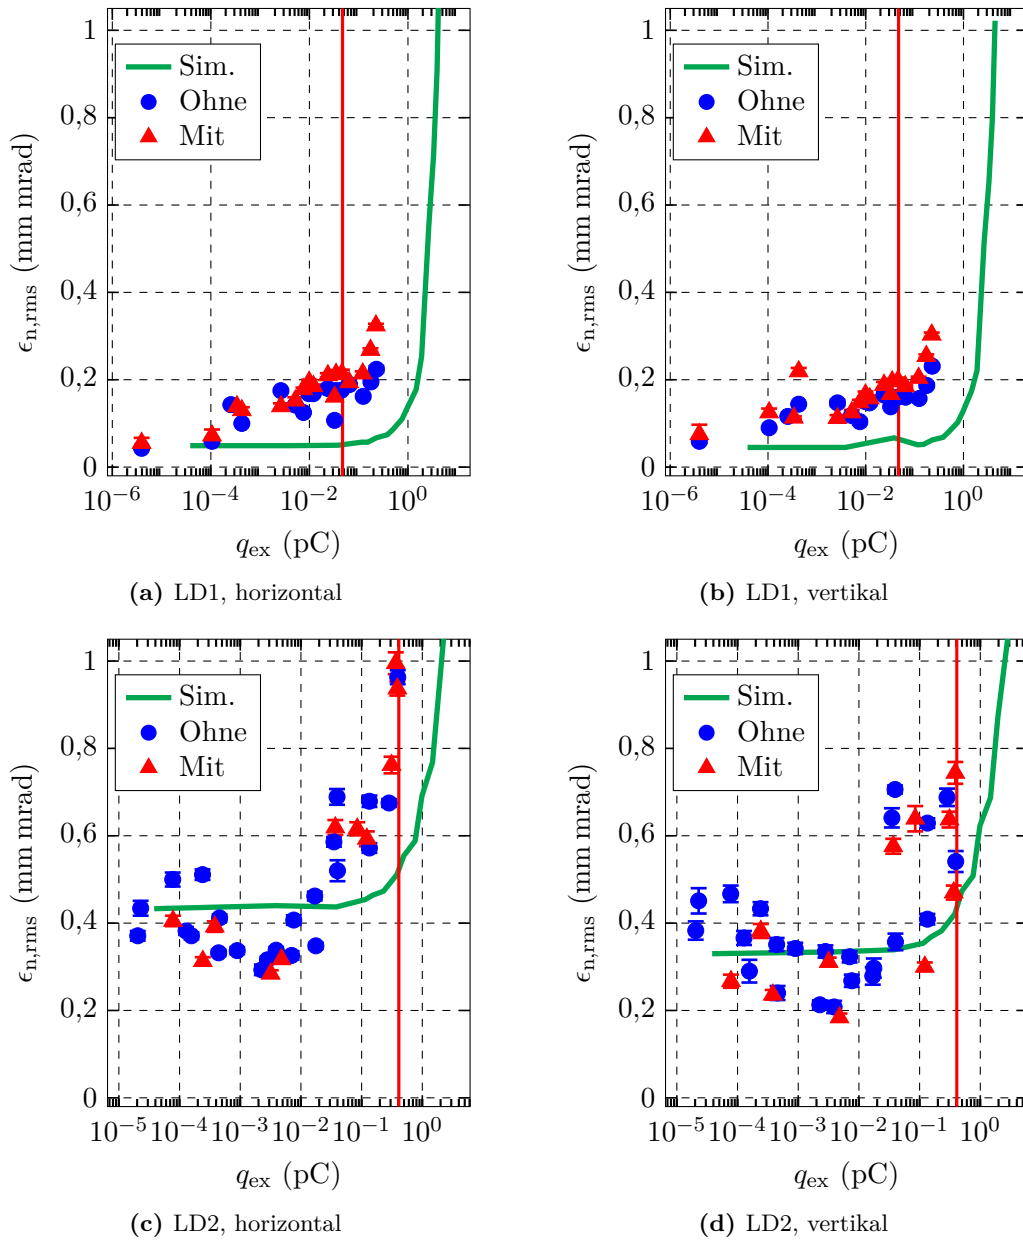 1
0,8
0,6
0,4
0,2
0
ϵn,rms (mm mrad)
Sim.
Ohne
Mit
10−6 10−4 10−2 100
qex (pC)
(a) LD1, horizontal
1
0,8
0,6
0,4
0,2
0
ϵn,rms (mm mrad)
Sim.
Ohne
Mit
10−6 10−4 10−2 100
qex (pC)
(b) LD1, vertikal
1
0,8
0,6
0,4
0,2
0
ϵn,rms (mm mrad)
Sim.
Ohne
Mit
10−5 10−4 10−3 10−2 10−1 100
qex (pC)
(c) LD2, horizontal
1
0,8
0,6
0,4
0,2
0
ϵn,rms (mm mrad)
Sim.
Ohne
Mit
10−5 10−4 10−3 10−2 10−1 100
qex (pC)
(d) LD2, vertikal